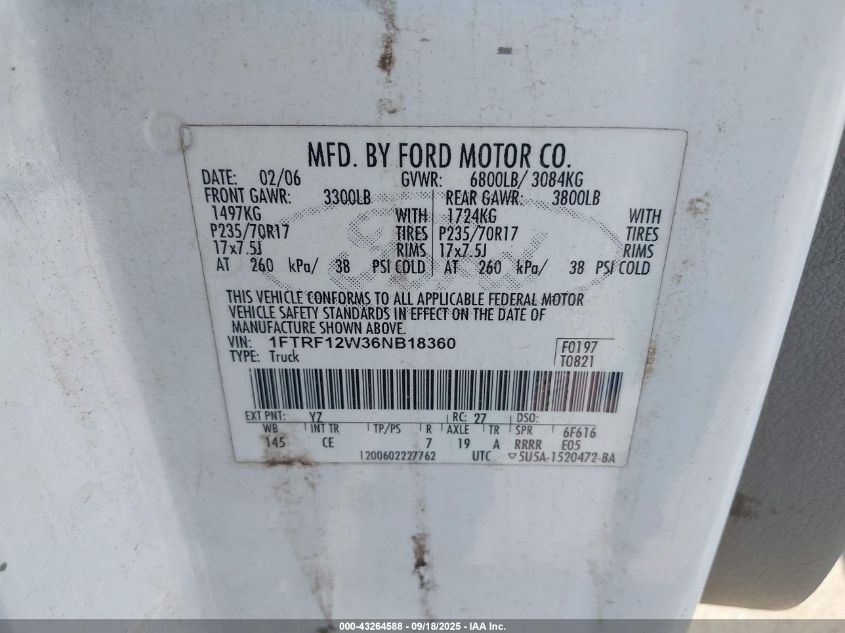 MFD. BY FORD MOTOR CO.
DATE: 02/06 GVWR: 6800LB/ 3084KG
FRONT GAWR: 3300LB REAR GAWR: 3800LB
1497KG WITH 1724KG WITH
P235/70R17 TIRES P235/70R17 TIRES
17x7.5J RIMS 17x7.5J RIMS
AT 260 kPa/ 38 PSI COLD AT 260 kPa/ 38 PSI COLD
THIS VEHICLE CONFORMS TO ALL APPLICABLE FEDERAL MOTOR
VEHICLE SAFETY STANDARDS IN EFFECT ON THE DATE OF
MANUFACTURE SHOWN ABOVE.
VIN: 1FTRF12W36NB18360 F0197
TYPE: Truck T0821
EXT PNT: YZ RC: 27 DSO:
WB INT TR TP/PS R AXLE TR SPR 6F616
145 CE 7 19 A RRRR E05
1200602227762 UTC ▽5U5A-1520472-BA
000-43264588 - 09/18/2025 - IAA Inc.